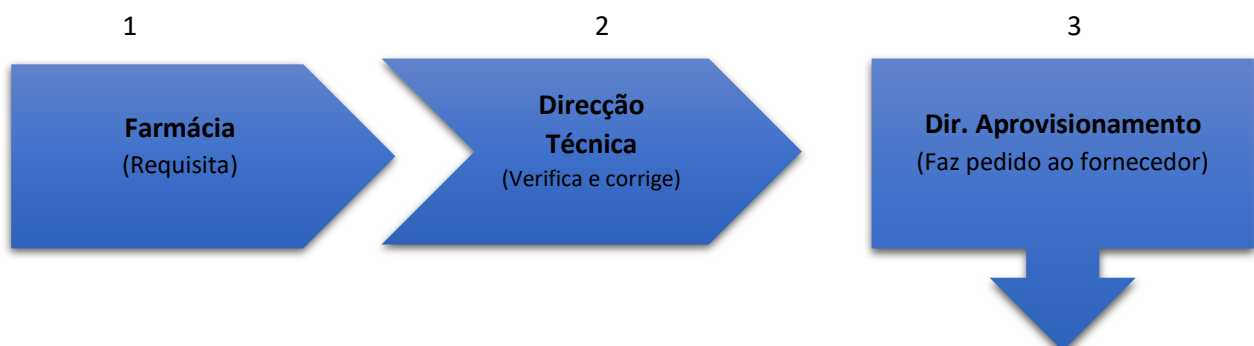 1
2
3
Farmácia
(Requisita)
Direcção
Técnica
(Verifica e corrige)
Dir. Aprovisionamento
(Faz pedido ao fornecedor)